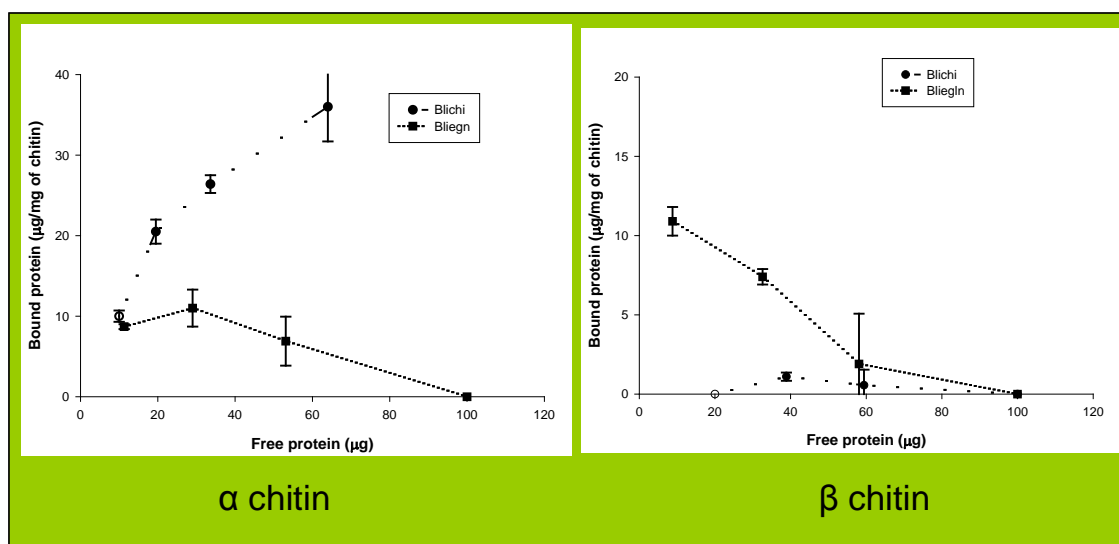 Bound protein (µg/mg of chitin)
40
30
20
10
0
0 20 40 60 80 100 120
Free protein (µg)
Blichi
Bliegn
α chitin
Bound protein (µg/mg of chitin)
20
15
10
5
0
0 20 40 60 80 100 120
Free protein (µg)
Blichi
Bliegln
β chitin